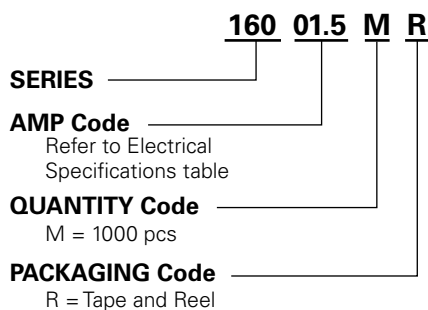 160 01.5 M R
SERIES
AMP Code
Refer to Electrical
Specifications table
QUANTITY Code
M = 1000 pcs
PACKAGING Code
R = Tape and Reel